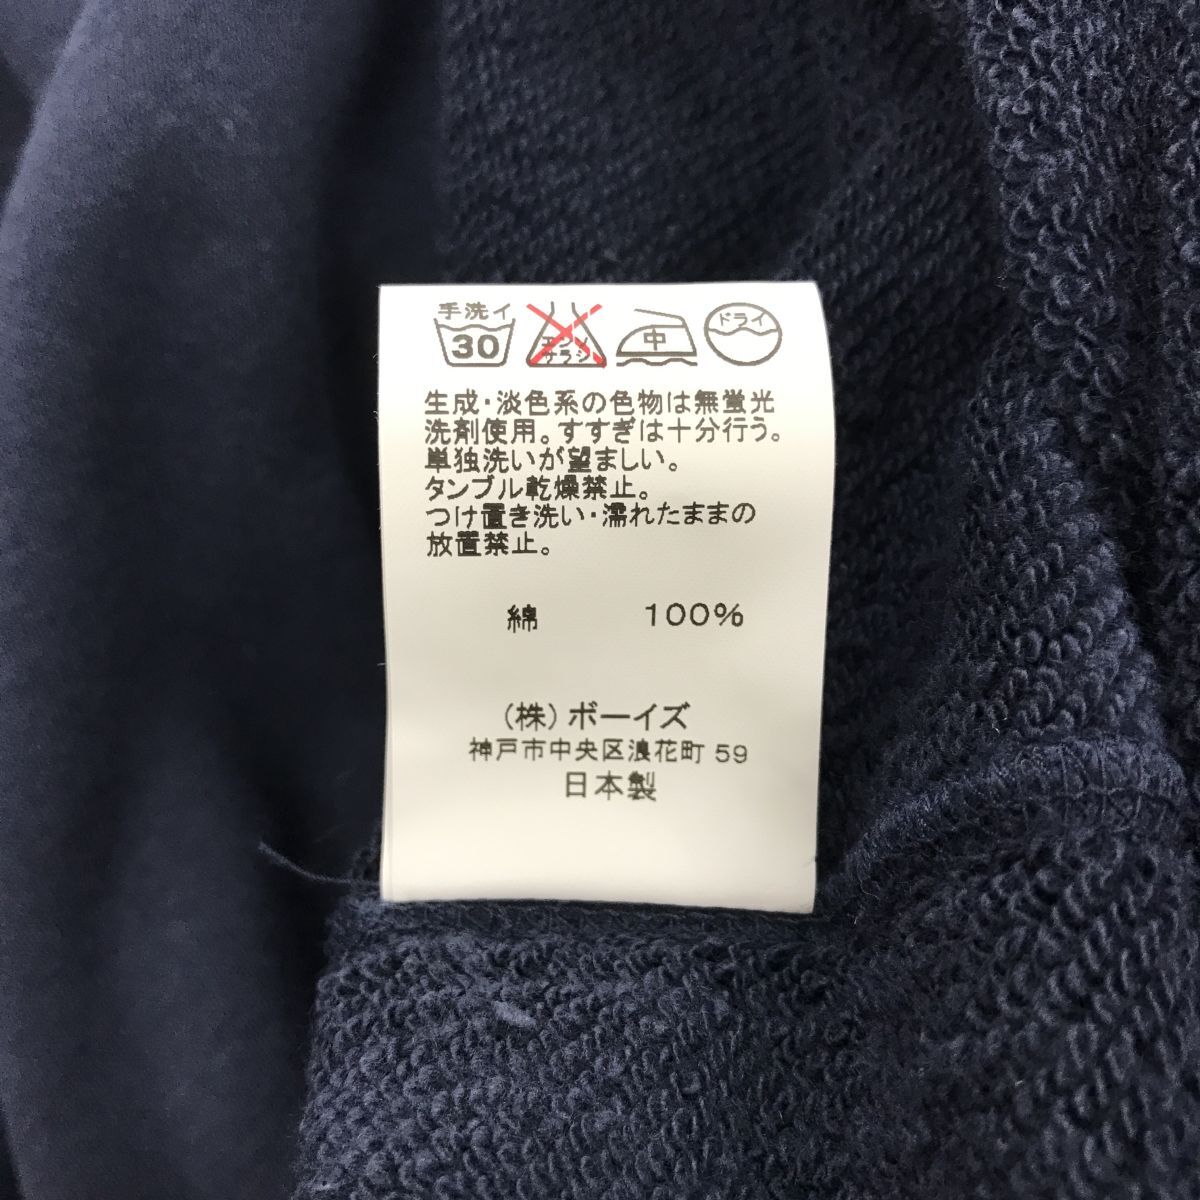 手洗イ
30
エンソ
サラシ
中
ドライ
生成・淡色系の色物は無蛍光
洗剤使用。すすぎは十分行う。
単独洗いが望ましい。
タンブル乾燥禁止。
つけ置き洗い・濡れたままの
放置禁止。
綿 100%
(株)ボーイズ
神戸市中央区浪花町 59
日本製